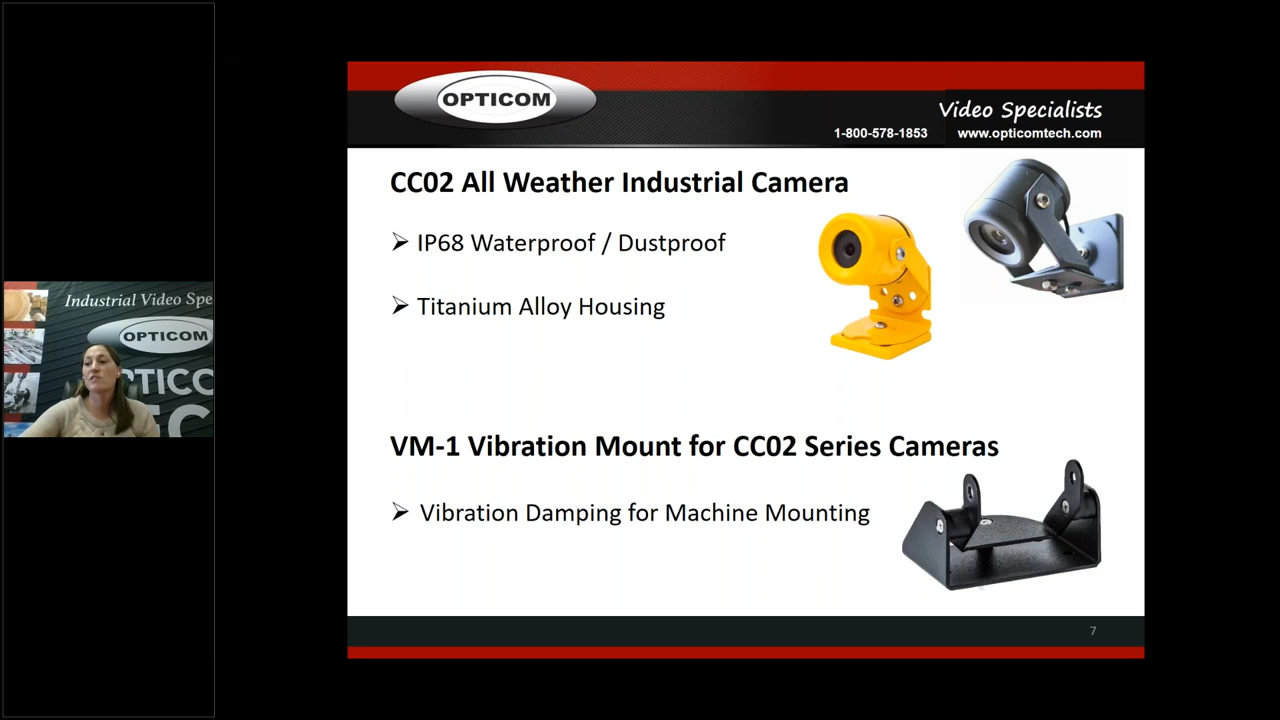 OPTICOM
Video Specialists
1-800-578-1853 www.opticomtech.com
CC02 All Weather Industrial Camera
IP68 Waterproof / Dustproof
Titanium Alloy Housing
Industrial Video Spe
OPTICOM
PTICO
VM-1 Vibration Mount for CC02 Series Cameras
Vibration Damping for Machine Mounting
7